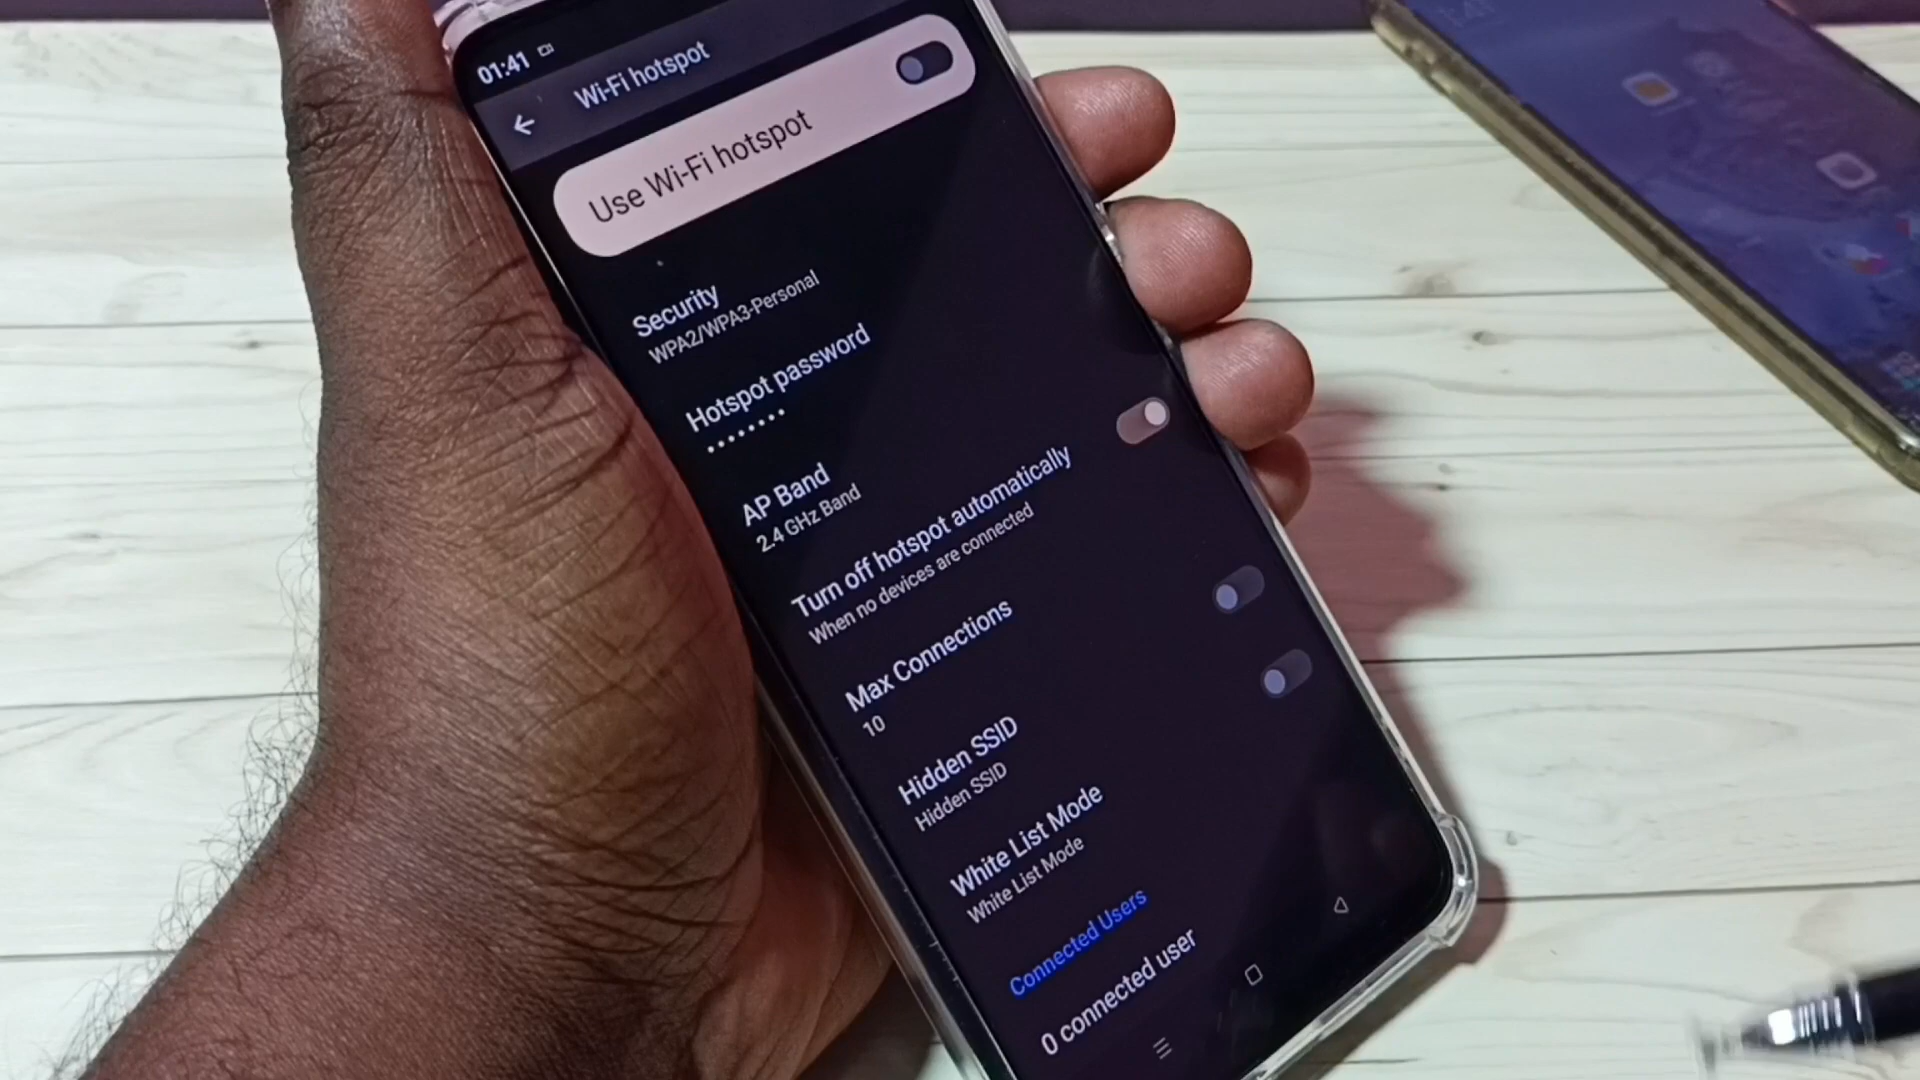 01:41
Wi-Fi hotspot
Use Wi-Fi hotspot
Security
WPA2/WPA3-Personal
Hotspot password
••••••••
AP Band
2.4 GHz Band
Turn off hotspot automatically
When no devices are connected
Max Connections
10
Hidden SSID
Hidden SSID
White List Mode
White List Mode
Connected Users
0 connected user